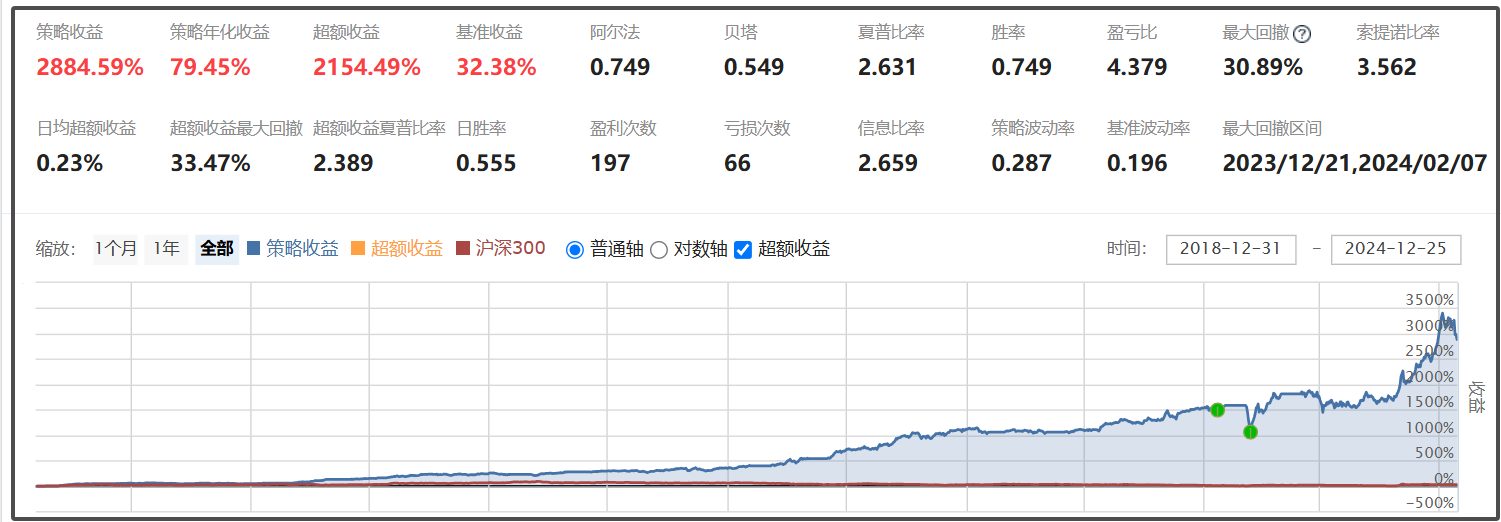 策略收益 策略年化收益 超额收益 基准收益 阿尔法 贝塔 夏普比率 胜率 盈亏比 最大回撤 ? 索提诺比率
2884.59% 79.45% 2154.49% 32.38% 0.749 0.549 2.631 0.749 4.379 30.89% 3.562
日均超额收益 超额收益最大回撤 超额收益夏普比率 日胜率 盈利次数 亏损次数 信息比率 策略波动率 基准波动率 最大回撤区间
0.23% 33.47% 2.389 0.555 197 66 2.659 0.287 0.196 2023/12/21,2024/02/07
缩放: 1个月 1年 全部 策略收益 超额收益 沪深300 普通轴 对数轴 超额收益 时间: 2018-12-31 - 2024-12-25
3500%
3000%
2500%
2000%
1500%
1000%
500%
0%
-500%
收益